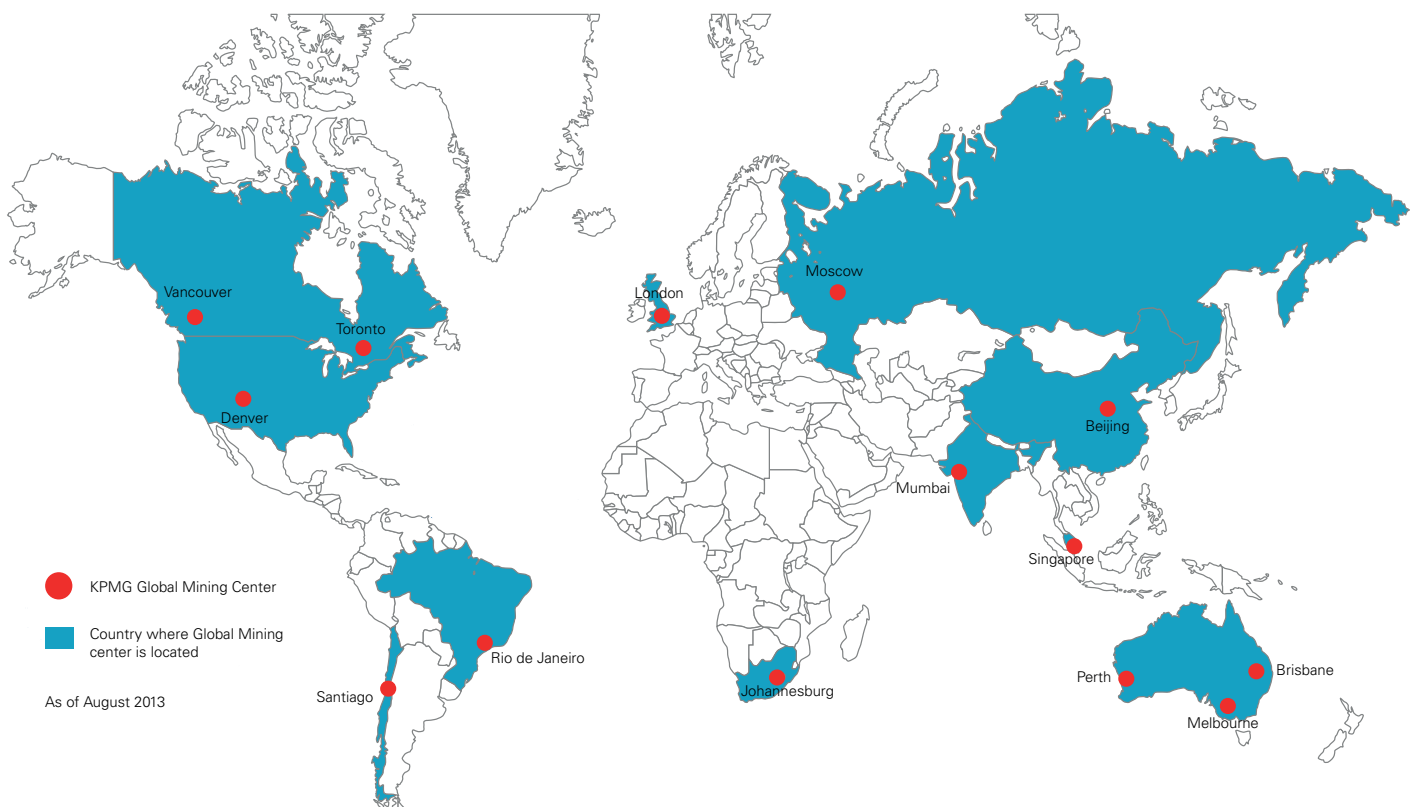 Vancouver
Toronto
Denver
London
Moscow
Beijing
Mumbai
Singapore
KPMG Global Mining Center
Country where Global Mining
center is located
As of August 2013
Rio de Janeiro
Santiago
Johannesburg
Perth
Brisbane
Melbourne